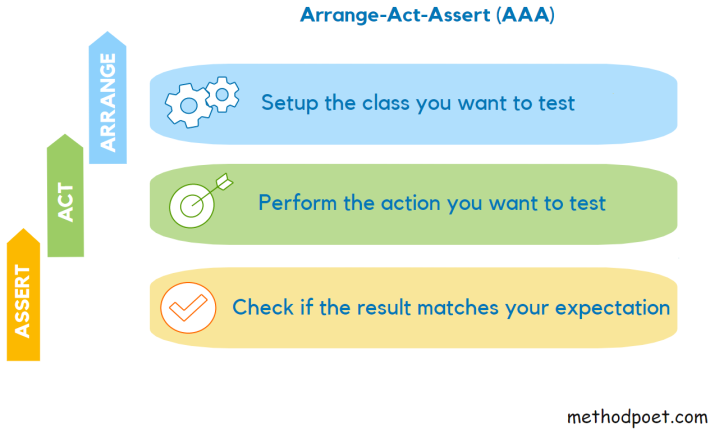 Arrange-Act-Assert (AAA)
ARRANGE
Setup the class you want to test
ACT
Perform the action you want to test
ASSERT
Check if the result matches your expectation
methodpoet.com